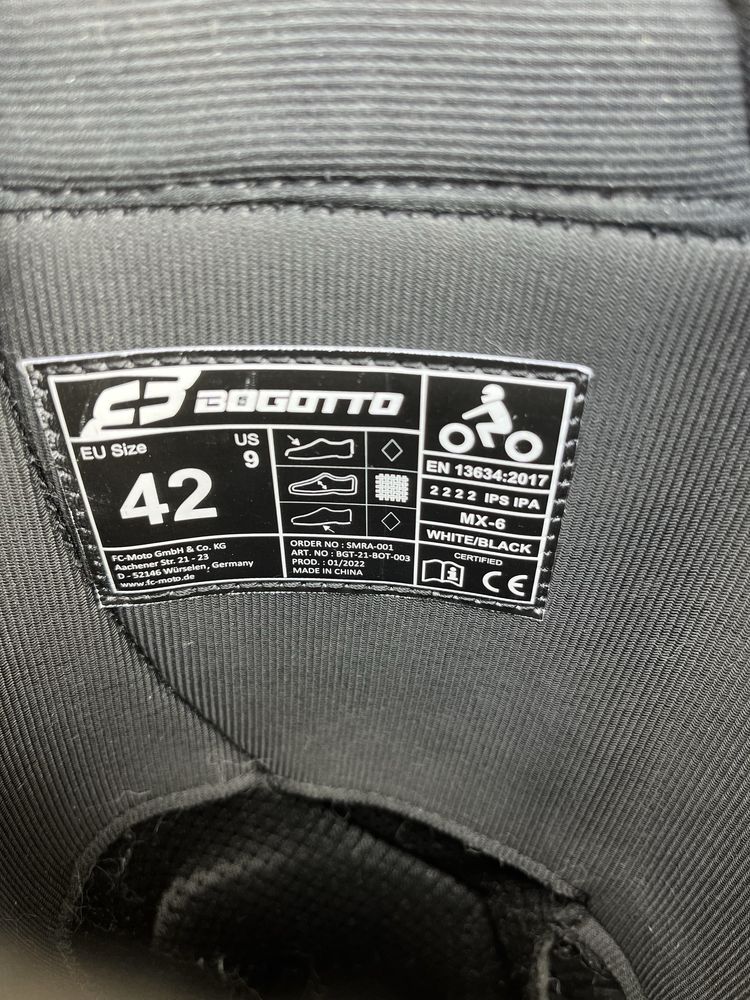 BOGOTTO
EU Size
42
US
9
FC-Moto GmbH & Co. KG
Aachener Str. 21 - 23
D - 52146 Würselen, Germany
www.fc-moto.de
ORDER NO : SMRA-001
ART. NO : BGT-21-BOT-003
PROD. : 01/2022
MADE IN CHINA
EN 13634:2017
2 2 2 2 IPS IPA
MX-6
WHITE/BLACK
CERTIFIED
CE